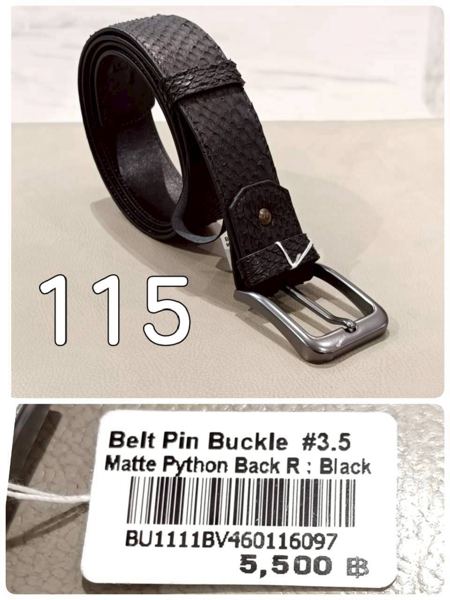 115
Belt Pin Buckle #3.5
Matte Python Back R : Black
BU1111BV460116097
5,500 ฿